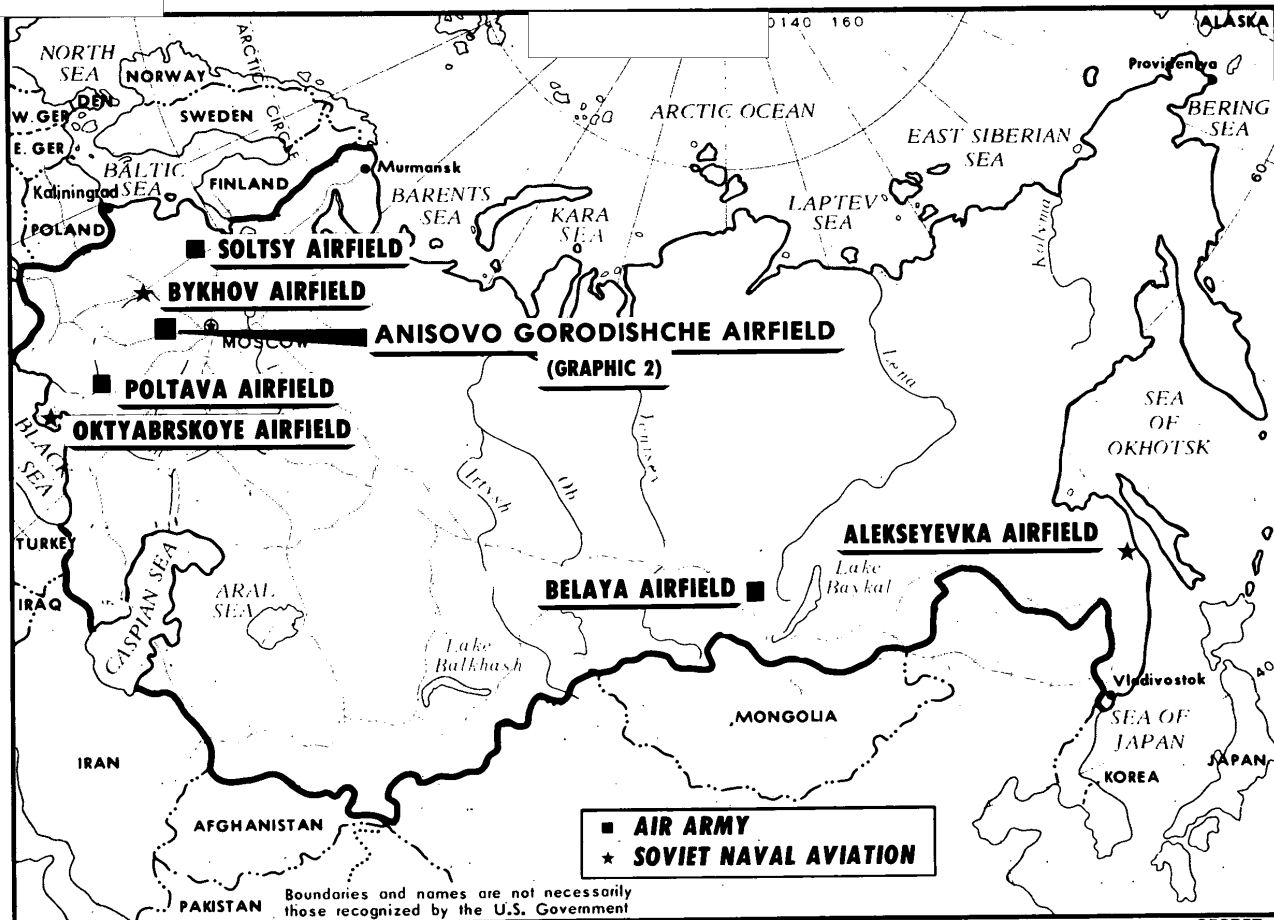 0140 160
ALASKA
NORTH
SEA
ARCTIC
CIRCLE
NORWAY
Provideniya
DEN
W. GER
SWEDEN
ARCTIC OCEAN
BERING
SEA
E. GER
EAST SIBERIAN
SEA
BALTIC
SEA
Murmansk
FINLAND
60
Kaliningrad
BARENTS
SEA
KARA
SEA
LAPTEV
SEA
POLAND
Kolyma
SOLTSY AIRFIELD
BYKHOV AIRFIELD
ANISOVO GORODISHCHE AIRFIELD
(GRAPHIC 2)
MOSCOW
Lena
POLTAVA AIRFIELD
OKTYABRSKOYE AIRFIELD
BLACK
SEA
SEA
OF
OKHOTSK
Irtysh
Ob
Yenisey
ALEKSEYEVKA AIRFIELD
TURKEY
BELAYA AIRFIELD
Lake
Baykal
IRAQ
CASPIAN SEA
ARAL
SEA
Lake
Balkhash
40
Vladivostok
MONGOLIA
SEA OF
JAPAN
IRAN
JAPAN
KOREA
AFGHANISTAN
AIR ARMY
SOVIET NAVAL AVIATION
Boundaries and names are not necessarily
those recognized by the U.S. Government
PAKISTAN